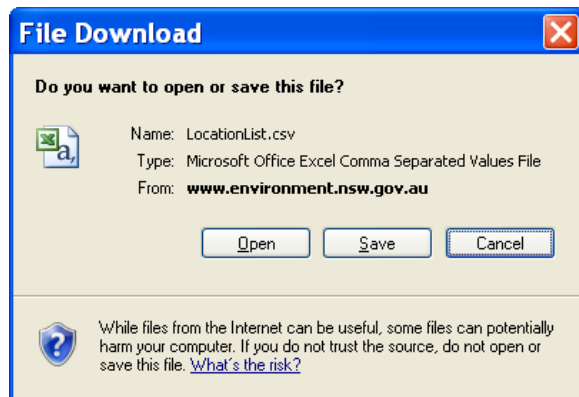 File Download
Do you want to open or save this file?
Name: LocationList.csv
Type: Microsoft Office Excel Comma Separated Values File
From: www.environment.nsw.gov.au
Open Save Cancel
While files from the Internet can be useful, some files can potentially
harm your computer. If you do not trust the source, do not open or
save this file. What's the risk?